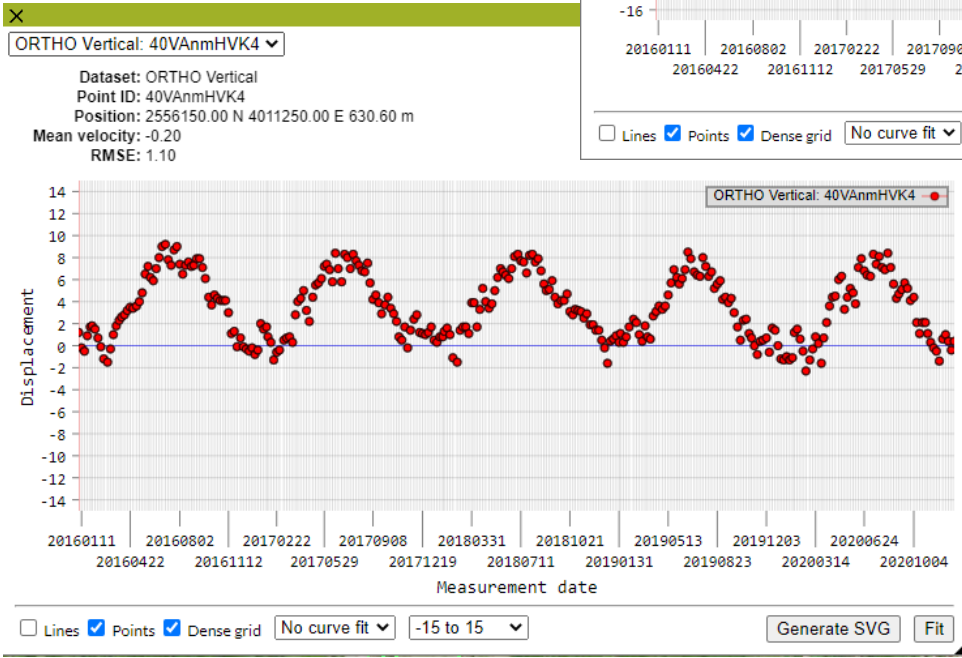 ORTHO Vertical: 40VAnmHVK4
Dataset: ORTHO Vertical
Point ID: 40VAnmHVK4
Position: 2556150.00 N 4011250.00 E 630.60 m
Mean velocity: -0.20
RMSE: 1.10
-16
20160111 20160802 20170222 201709
20160422 20161112 20170529 2
Lines Points Dense grid No curve fit
ORTHO Vertical: 40VAnmHVK4
14
12
10
8
6
4
2
0
-2
-4
-6
-8
-10
-12
-14
Displacement
20160111 20160802 20170222 20170908 20180331 20181021 20190513 20191203 20200624
20160422 20161112 20170529 20171219 20180711 20190131 20190823 20200314 20201004
Measurement date
Lines Points Dense grid No curve fit -15 to 15 Generate SVG Fit